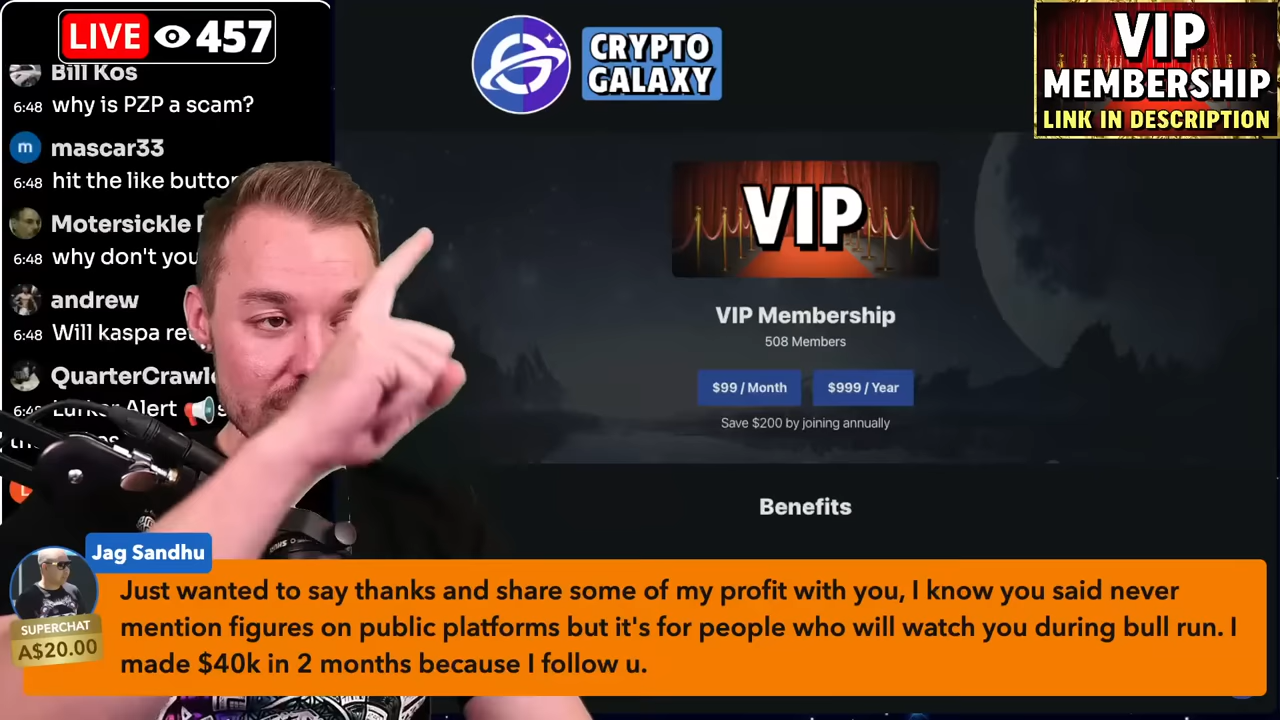 LIVE 457
Bill Kos
6:48 why is PZP a scam?
mascar33
6:48 hit the like button
Motersickle
6:48 why don't you
andrew
6:48 Will kaspa
QuarterCrawl
Lurker Alert
CRYPTO
GALAXY
VIP
MEMBERSHIP
LINK IN DESCRIPTION
VIP
VIP Membership
508 Members
$99 / Month $999 / Year
Save $200 by joining annually
Benefits
Jag Sandhu
SUPERCHAT
A$20.00
Just wanted to say thanks and share some of my profit with you, I know you said never
mention figures on public platforms but it's for people who will watch you during bull run. I
made $40k in 2 months because I follow u.